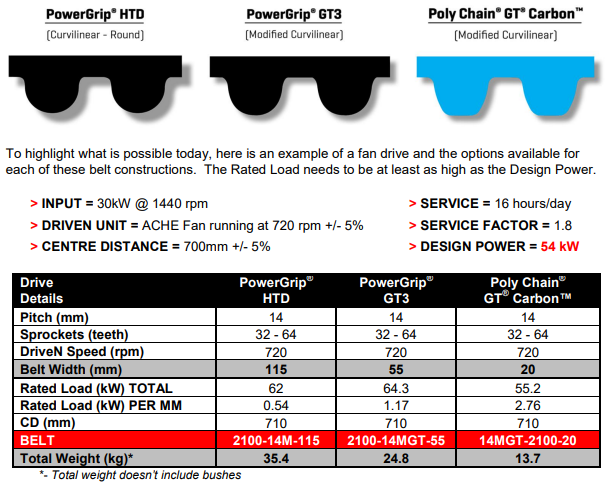 PowerGrip® HTD PowerGrip® GT3 Poly Chain® GT® Carbon™
(Curvilinear - Round) (Modified Curvilinear) (Modified Curvilinear)
To highlight what is possible today, here is an example of a fan drive and the options available for
each of these belt constructions. The Rated Load needs to be at least as high as the Design Power.
> INPUT = 30kW @ 1440 rpm > SERVICE = 16 hours/day
> DRIVEN UNIT = ACHE Fan running at 720 rpm +/- 5% > SERVICE FACTOR = 1.8
> CENTRE DISTANCE = 700mm +/- 5% > DESIGN POWER = 54 kW
Drive PowerGrip® PowerGrip® Poly Chain®
Details HTD GT3 GT® Carbon™
Pitch (mm) 14 14 14
Sprockets (teeth) 32 - 64 32 - 64 32 - 64
DriveN Speed (rpm) 720 720 720
Belt Width (mm) 115 55 20
Rated Load (kW) TOTAL 62 64.3 55.2
Rated Load (kW) PER MM 0.54 1.17 2.76
CD (mm) 710 710 710
BELT 2100-14M-115 2100-14MGT-55 14MGT-2100-20
Total Weight (kg)* 35.4 24.8 13.7
*- Total weight doesn't include bushes